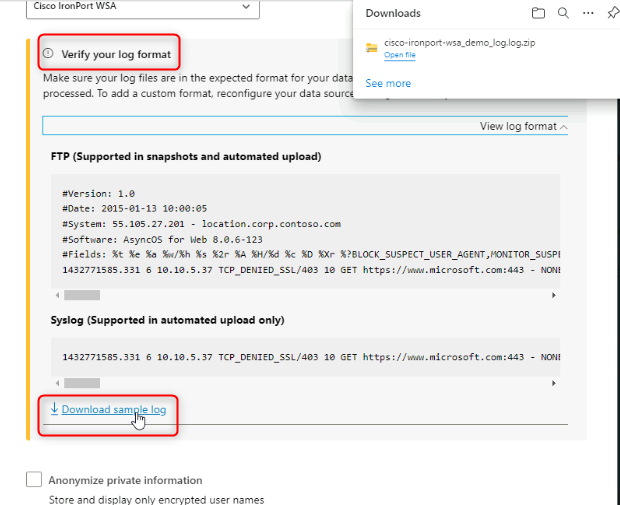 Cisco IronPort WSA
Downloads
cisco-ironport-wsa_demo_log.log.zip
Open file
See more
Verify your log format
Make sure your log files are in the expected format for your data
processed. To add a custom format, reconfigure your data source
View log format
FTP (Supported in snapshots and automated upload)
#Version: 1.0
#Date: 2015-01-13 10:00:05
#System: 55.105.27.201 - location.corp.contoso.com
#Software: AsyncOS for Web 8.0.6-123
#Fields: %t %e %a %w/%h %s %2r %A %H/%d %c %D %Xr %?BLOCK_SUSPECT_USER_AGENT,MONITOR_SUSPE
1432771585.331 6 10.10.5.37 TCP_DENIED_SSL/403 10 GET https://www.microsoft.com:443 - NONE
Syslog (Supported in automated upload only)
1432771585.331 6 10.10.5.37 TCP_DENIED_SSL/403 10 GET https://www.microsoft.com:443 - NONE
Download sample log
Anonymize private information
Store and display only encrypted user names